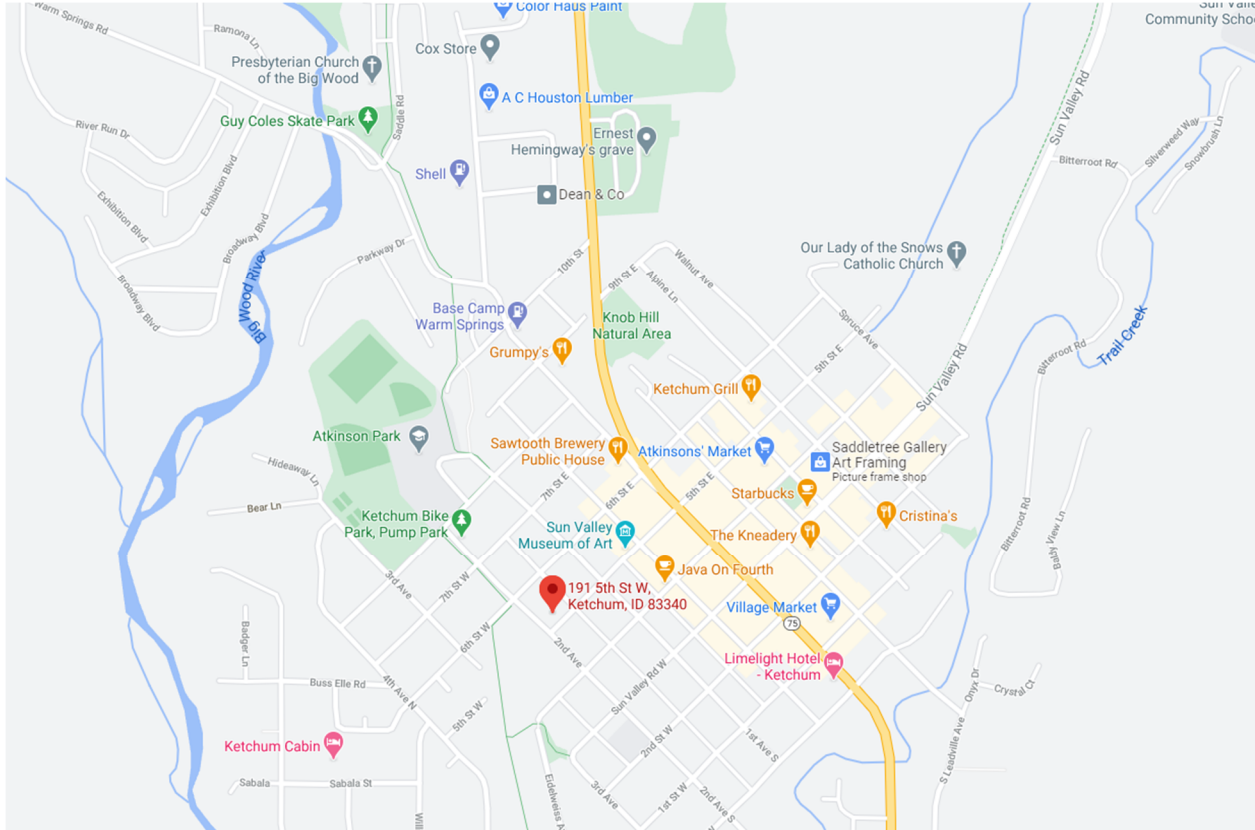 Color Haus Paint
Sun Valley
Community Schoo
Warm Springs Rd
Ramona Ln
Cox Store
Presbyterian Church
of the Big Wood
A C Houston Lumber
Guy Coles Skate Park
Saddle Rd
Sun Valley Rd
River Run Dr
Ernest
Hemingway's grave
Silverweed Way
Snowbrush Ln
Bitterroot Rd
Shell
Exhibition Blvd
Exhibition Blvd
Dean & Co
Broadway Blvd
Parkway Dr
10th St
Walnut Ave
Our Lady of the Snows
Catholic Church
9th St E
Alpine Ln
Broadway Blvd
Big Wood River
Base Camp
Warm Springs
Knob Hill
Natural Area
Spruce Ave
Trail Creek
Grumpy's
5th St E
Bitterroot Rd
Ketchum Grill
Sun Valley Rd
Atkinson Park
Sawtooth Brewery
Public House
Atkinsons' Market
Saddletree Gallery
Art Framing
Picture frame shop
Hideaway Ln
7th St E
6th St E
5th St E
Starbucks
Bear Ln
Ketchum Bike
Park, Pump Park
Cristina's
Sun Valley
Museum of Art
The Kneadery
Bitterroot Rd
Baby View Ln
Java On Fourth
3rd Ave
7th St W
191 5th St W,
Ketchum, ID 83340
Village Market
75
Badger Ln
6th St W
2nd Ave
Limelight Hotel
- Ketchum
Buss Elle Rd
4th Ave N
Sun Valley Rd W
Onyx Dr
Crystal Ct
5th St W
Ketchum Cabin
2nd St W
1st Ave S
S Leadville Ave
Sabala
Sabala St
Edelweiss A
3rd Ave
1st St W
2nd Ave S
Will